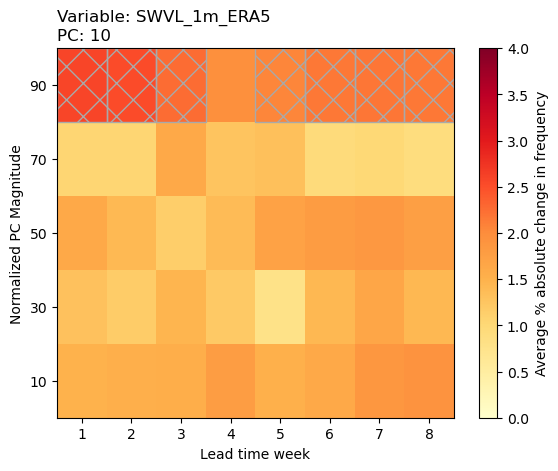 Variable: SWVL_1m_ERA5
PC: 10
Normalized PC Magnitude
90
70
50
30
10
1 2 3 4 5 6 7 8
Lead time week
4.0
3.5
3.0
2.5
2.0
1.5
1.0
0.5
0.0
Average % absolute change in frequency